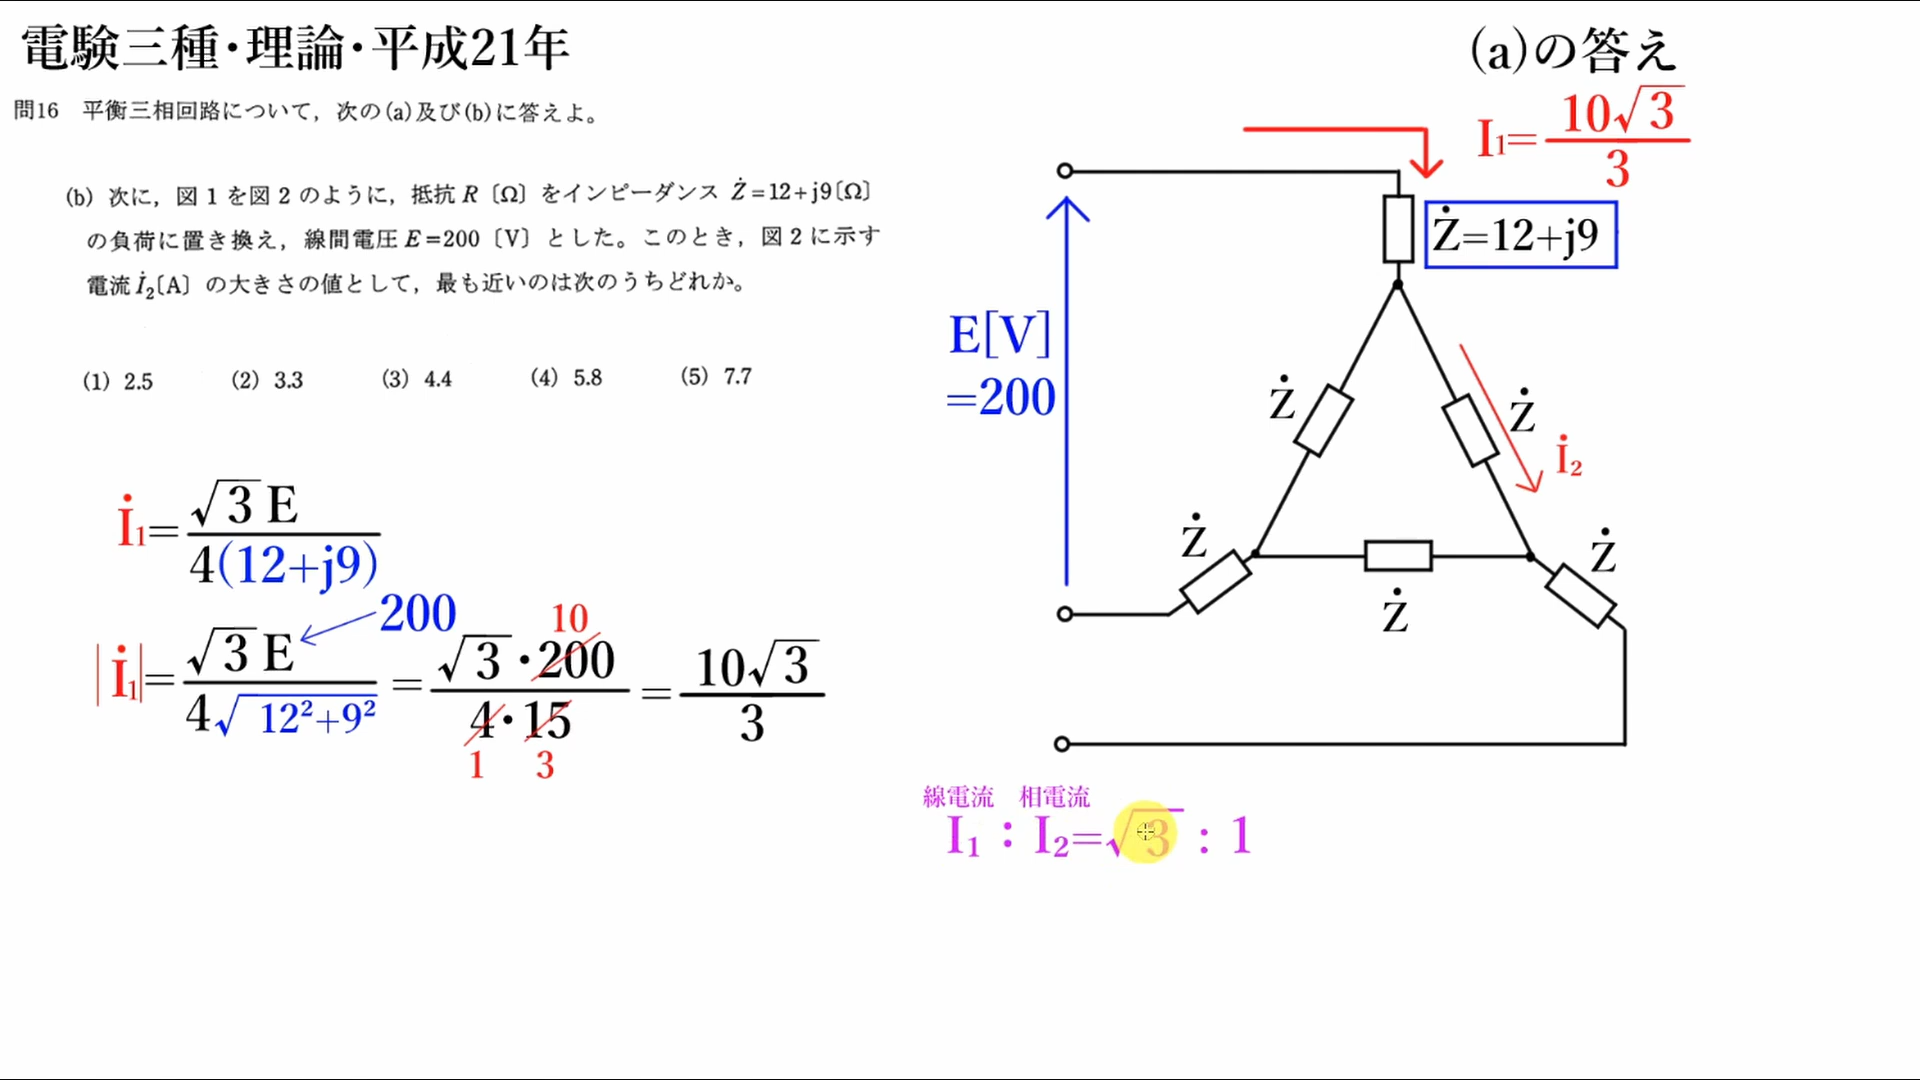 電験三種・理論・平成21年
問16 平衡三相回路について，次の(a)及び(b)に答えよ。
(b) 次に，図1を図2のように，抵抗 R〔Ω〕をインピーダンス Ż=12+j9〔Ω〕
の負荷に置き換え，線間電圧 E=200〔V〕とした。このとき，図2に示す
電流 İ₂〔A〕の大きさの値として，最も近いのは次のうちどれか。
(1) 2.5 (2) 3.3 (3) 4.4 (4) 5.8 (5) 7.7
İ₁= √3 E / 4(12+j9)
200
|İ₁|= √3 E / 4√12²+9² = √3・200 / 4・15 = 10√3 / 3
10
1 3
(a)の答え
I₁= 10√3 / 3
Ż=12+j9
E[V]
=200
Ż
Ż
İ₂
Ż
Ż
Ż
線電流 相電流
I₁ : I₂=√3 : 1